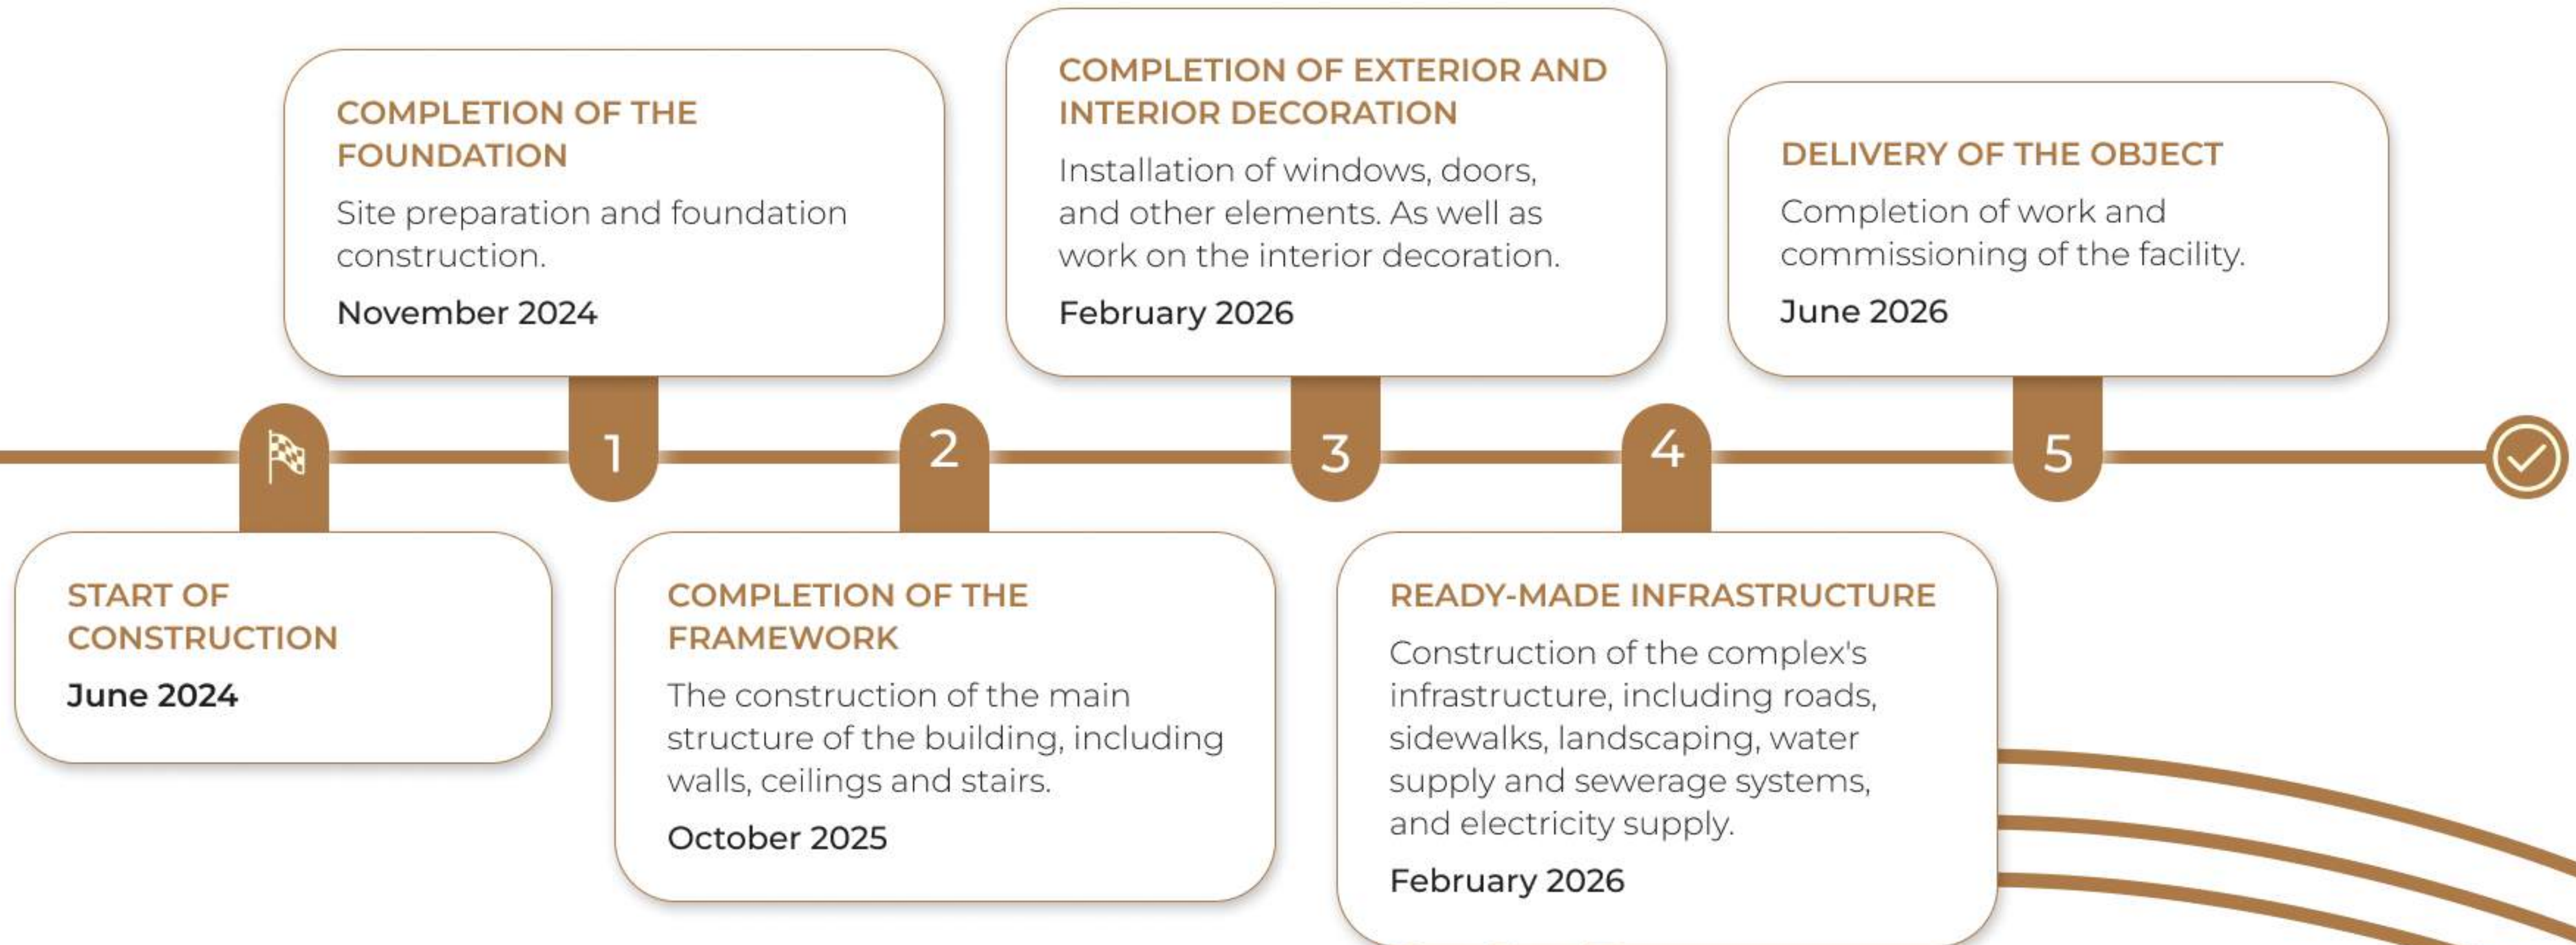 START OF
CONSTRUCTION
June 2024
COMPLETION OF THE
FOUNDATION
Site preparation and foundation
construction.
November 2024
1
2
COMPLETION OF THE
FRAMEWORK
The construction of the main
structure of the building, including
walls, ceilings and stairs.
October 2025
COMPLETION OF EXTERIOR AND
INTERIOR DECORATION
Installation of windows, doors,
and other elements. As well as
work on the interior decoration.
February 2026
3
4
READY-MADE INFRASTRUCTURE
Construction of the complex's
infrastructure, including roads,
sidewalks, landscaping, water
supply and sewerage systems,
and electricity supply.
February 2026
DELIVERY OF THE OBJECT
Completion of work and
commissioning of the facility.
June 2026
5